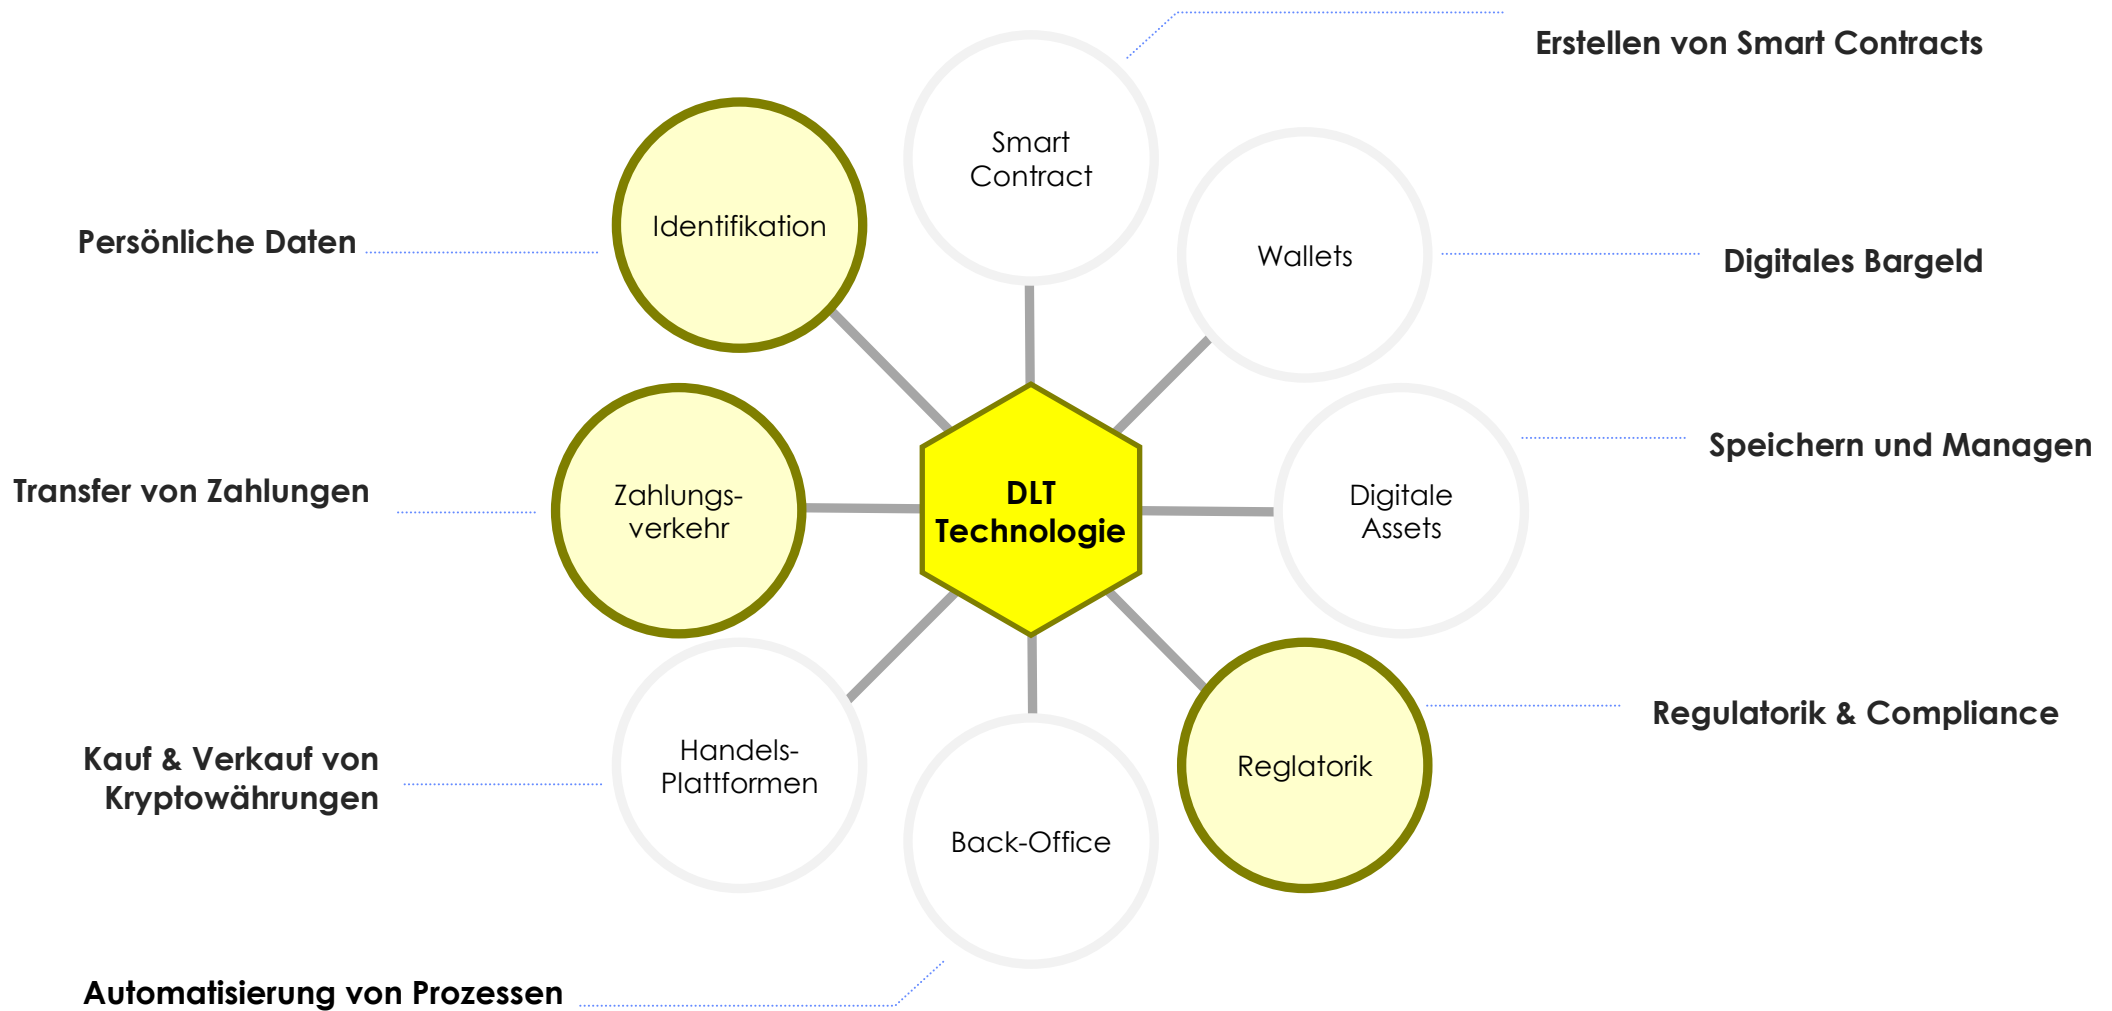 Erstellen von Smart Contracts
Smart
Contract
Identifikation
Persönliche Daten
Wallets
Digitales Bargeld
Speichern und Managen
Transfer von Zahlungen
Zahlungs-
verkehr
DLT
Technologie
Digitale
Assets
Regulatorik & Compliance
Kauf & Verkauf von
Kryptowährungen
Handels-
Plattformen
Reglatorik
Back-Office
Automatisierung von Prozessen